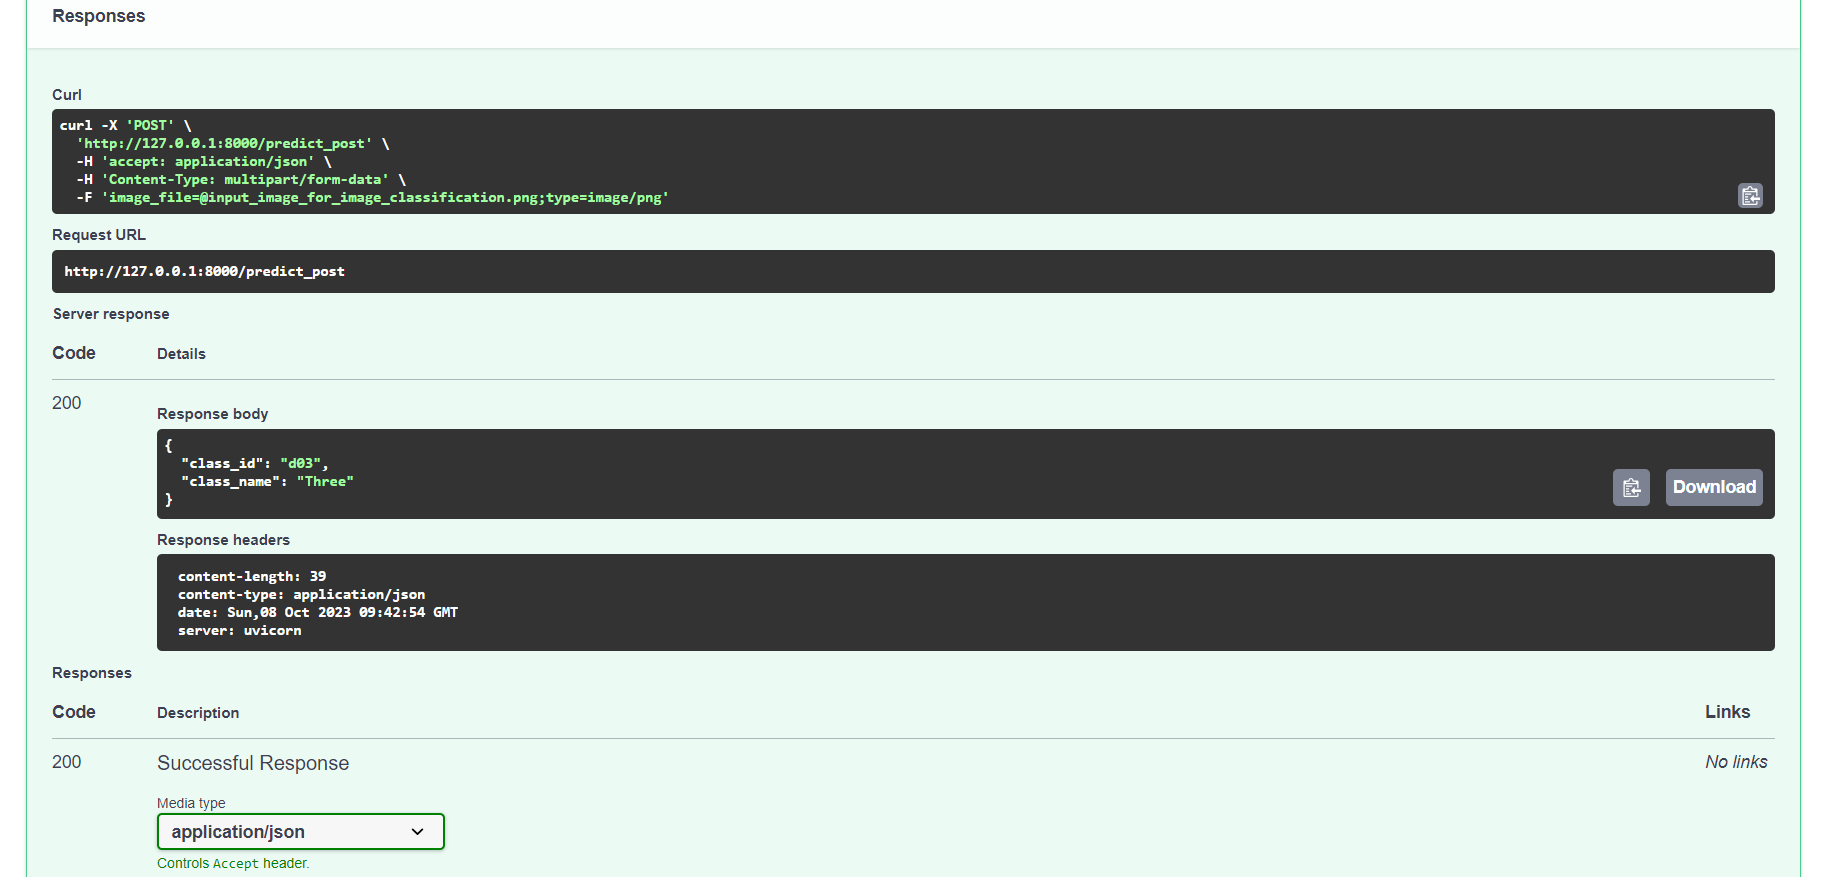 Responses
Curl
curl -X 'POST' \
  'http://127.0.0.1:8000/predict_post' \
  -H 'accept: application/json' \
  -H 'Content-Type: multipart/form-data' \
  -F 'image_file=@input_image_for_image_classification.png;type=image/png'
Request URL
http://127.0.0.1:8000/predict_post
Server response
Code Details
200
Response body
{
  "class_id": "d03",
  "class_name": "Three"
}
Download
Response headers
content-length: 39
content-type: application/json
date: Sun,08 Oct 2023 09:42:54 GMT
server: uvicorn
Responses
Code Description Links
200 Successful Response No links
Media type
application/json
Controls Accept header.